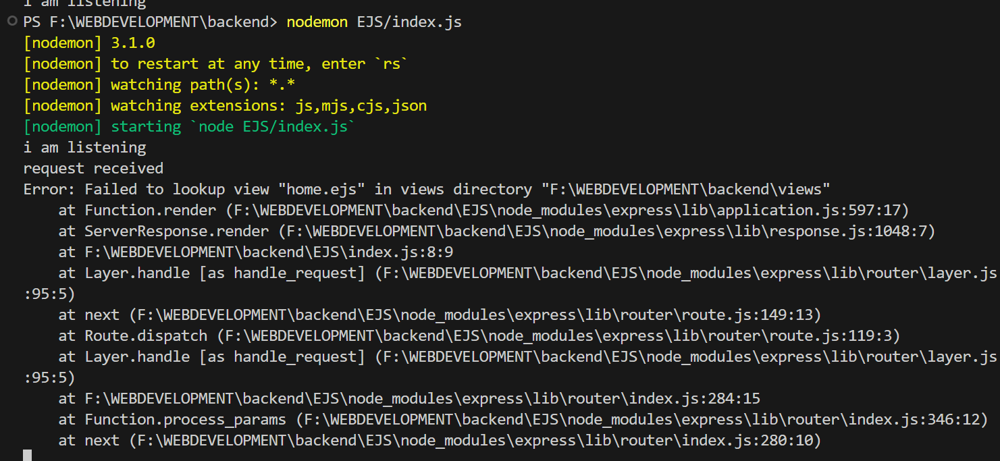 i am listening
PS F:\WEBDEVELOPMENT\backend> nodemon EJS/index.js
[nodemon] 3.1.0
[nodemon] to restart at any time, enter `rs`
[nodemon] watching path(s): *.*
[nodemon] watching extensions: js,mjs,cjs,json
[nodemon] starting `node EJS/index.js`
i am listening
request received
Error: Failed to lookup view "home.ejs" in views directory "F:\WEBDEVELOPMENT\backend\views"
    at Function.render (F:\WEBDEVELOPMENT\backend\EJS\node_modules\express\lib\application.js:597:17)
    at ServerResponse.render (F:\WEBDEVELOPMENT\backend\EJS\node_modules\express\lib\response.js:1048:7)
    at F:\WEBDEVELOPMENT\backend\EJS\index.js:8:9
    at Layer.handle [as handle_request] (F:\WEBDEVELOPMENT\backend\EJS\node_modules\express\lib\router\layer.js
:95:5)
    at next (F:\WEBDEVELOPMENT\backend\EJS\node_modules\express\lib\router\route.js:149:13)
    at Route.dispatch (F:\WEBDEVELOPMENT\backend\EJS\node_modules\express\lib\router\route.js:119:3)
    at Layer.handle [as handle_request] (F:\WEBDEVELOPMENT\backend\EJS\node_modules\express\lib\router\layer.js
:95:5)
    at F:\WEBDEVELOPMENT\backend\EJS\node_modules\express\lib\router\index.js:284:15
    at Function.process_params (F:\WEBDEVELOPMENT\backend\EJS\node_modules\express\lib\router\index.js:346:12)
    at next (F:\WEBDEVELOPMENT\backend\EJS\node_modules\express\lib\router\index.js:280:10)